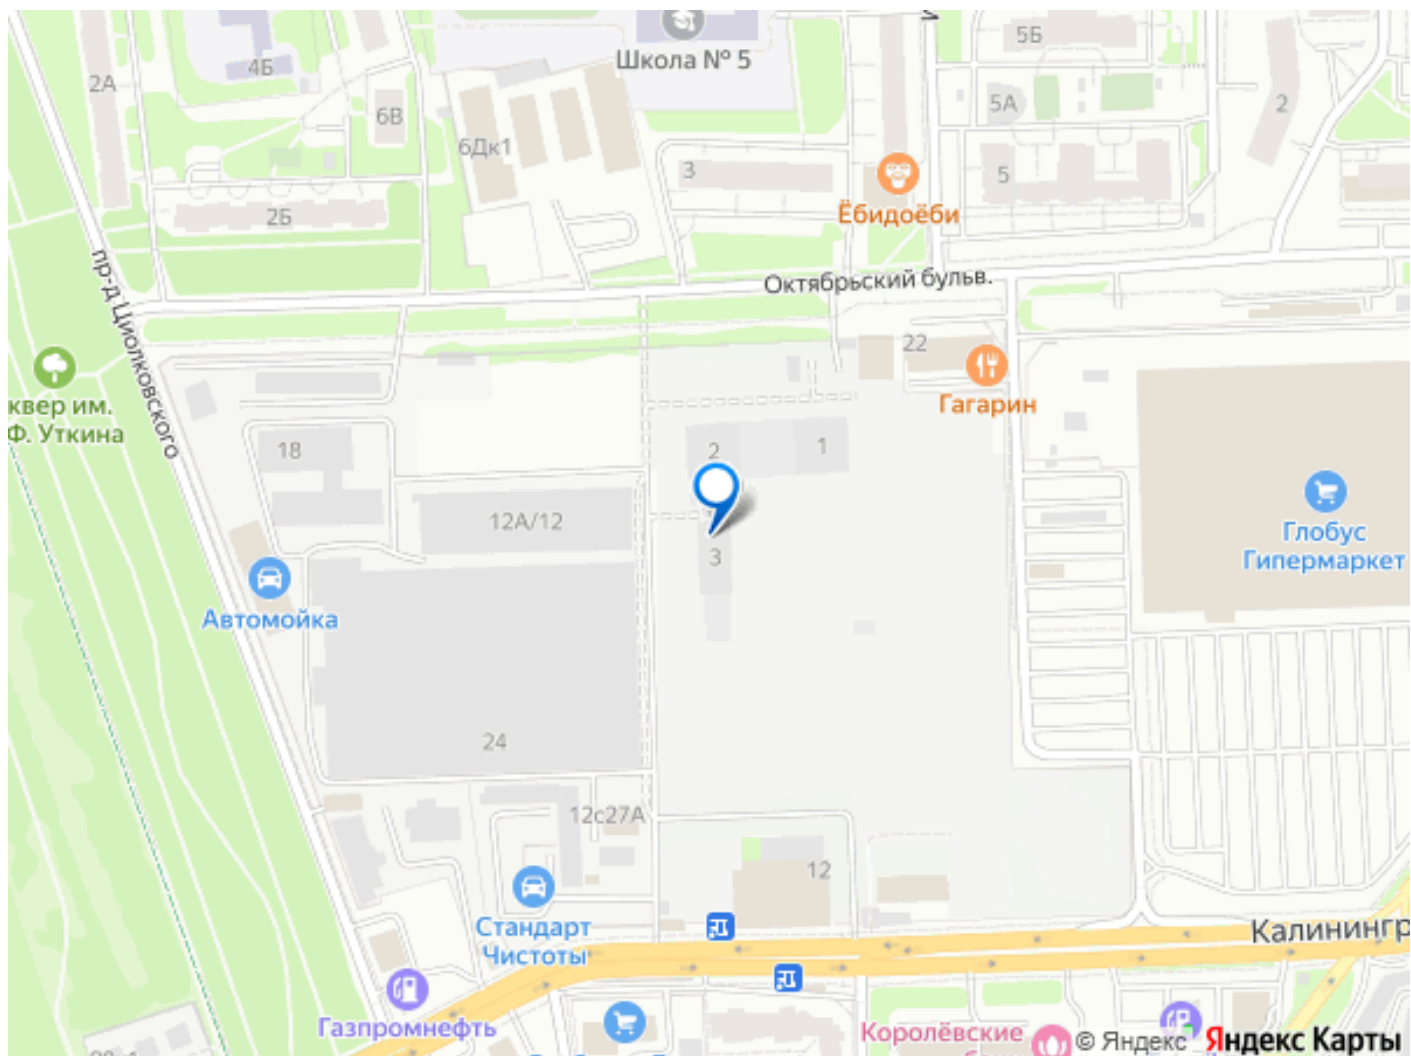 Школа № 5
5Б
4Б
2А
5А
2
6В
6Дк1
3
5
Ёбидоёби
2Б
Октябрьский бульв.
пр-д Циолковского
22
Гагарин
квер им.
Ф. Уткина
18
2
1
12А/12
3
Глобус
Гипермаркет
Автомойка
24
12с27А
12
Стандарт
Чистоты
Калинингр
Газпромнефть
Королёвские
© Яндекс
Яндекс Карты